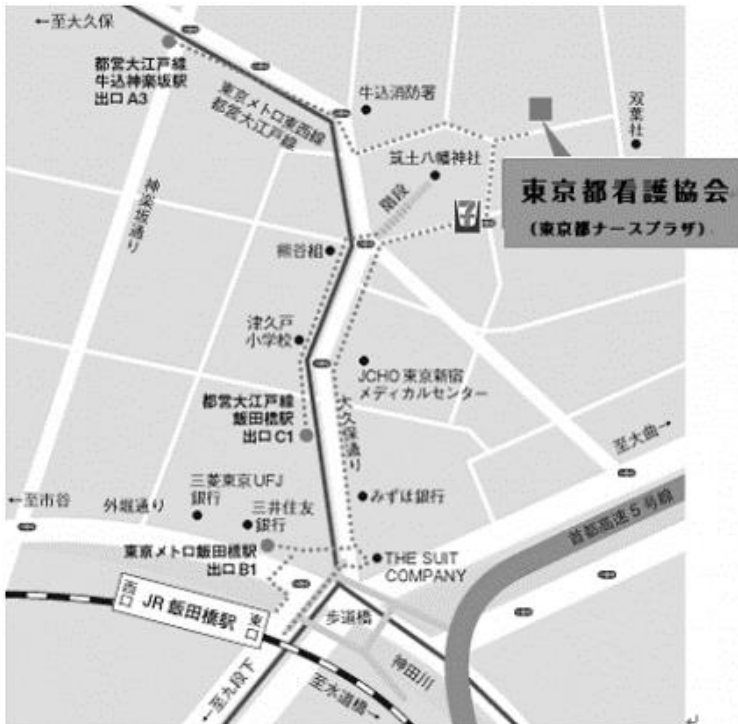 ←至大久保
都営大江戸線
牛込神楽坂駅
出口 A3
東京メトロ東西線
都営大江戸線
牛込消防署
双葉社
筑土八幡神社
階段
東京都看護協会
(東京都ナースプラザ)
神楽坂通り
熊谷組
津久戸
小学校
JCHO 東京新宿
メディカルセンター
都営大江戸線
飯田橋駅
出口 C1
大久保通り
至大曲→
三菱東京UFJ
銀行
←至市谷
外堀通り
三井住友
銀行
みずほ銀行
首都高速5号線
東京メトロ飯田橋駅
出口 B1
THE SUIT
COMPANY
西口
JR 飯田橋駅
東口
歩道橋
神田川
←至九段下
至水道橋→